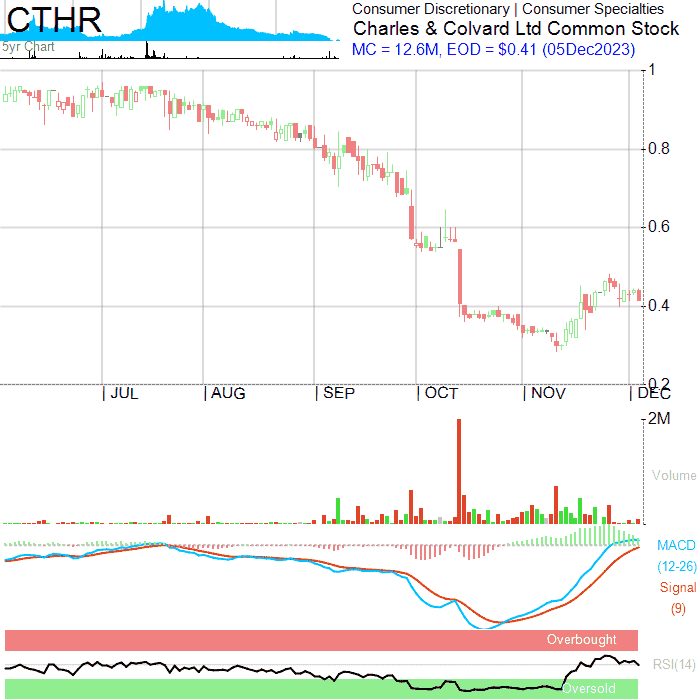 CTHR
5yr Chart
Consumer Discretionary | Consumer Specialties
Charles & Colvard Ltd Common Stock
MC = 12.6M, EOD = $0.41 (05Dec2023)
1
0.8
0.6
0.4
0.2
| JUL | AUG | SEP | OCT | NOV | DEC
2M
Volume
MACD
(12-26)
Signal
(9)
Overbought
RSI(14)
Oversold